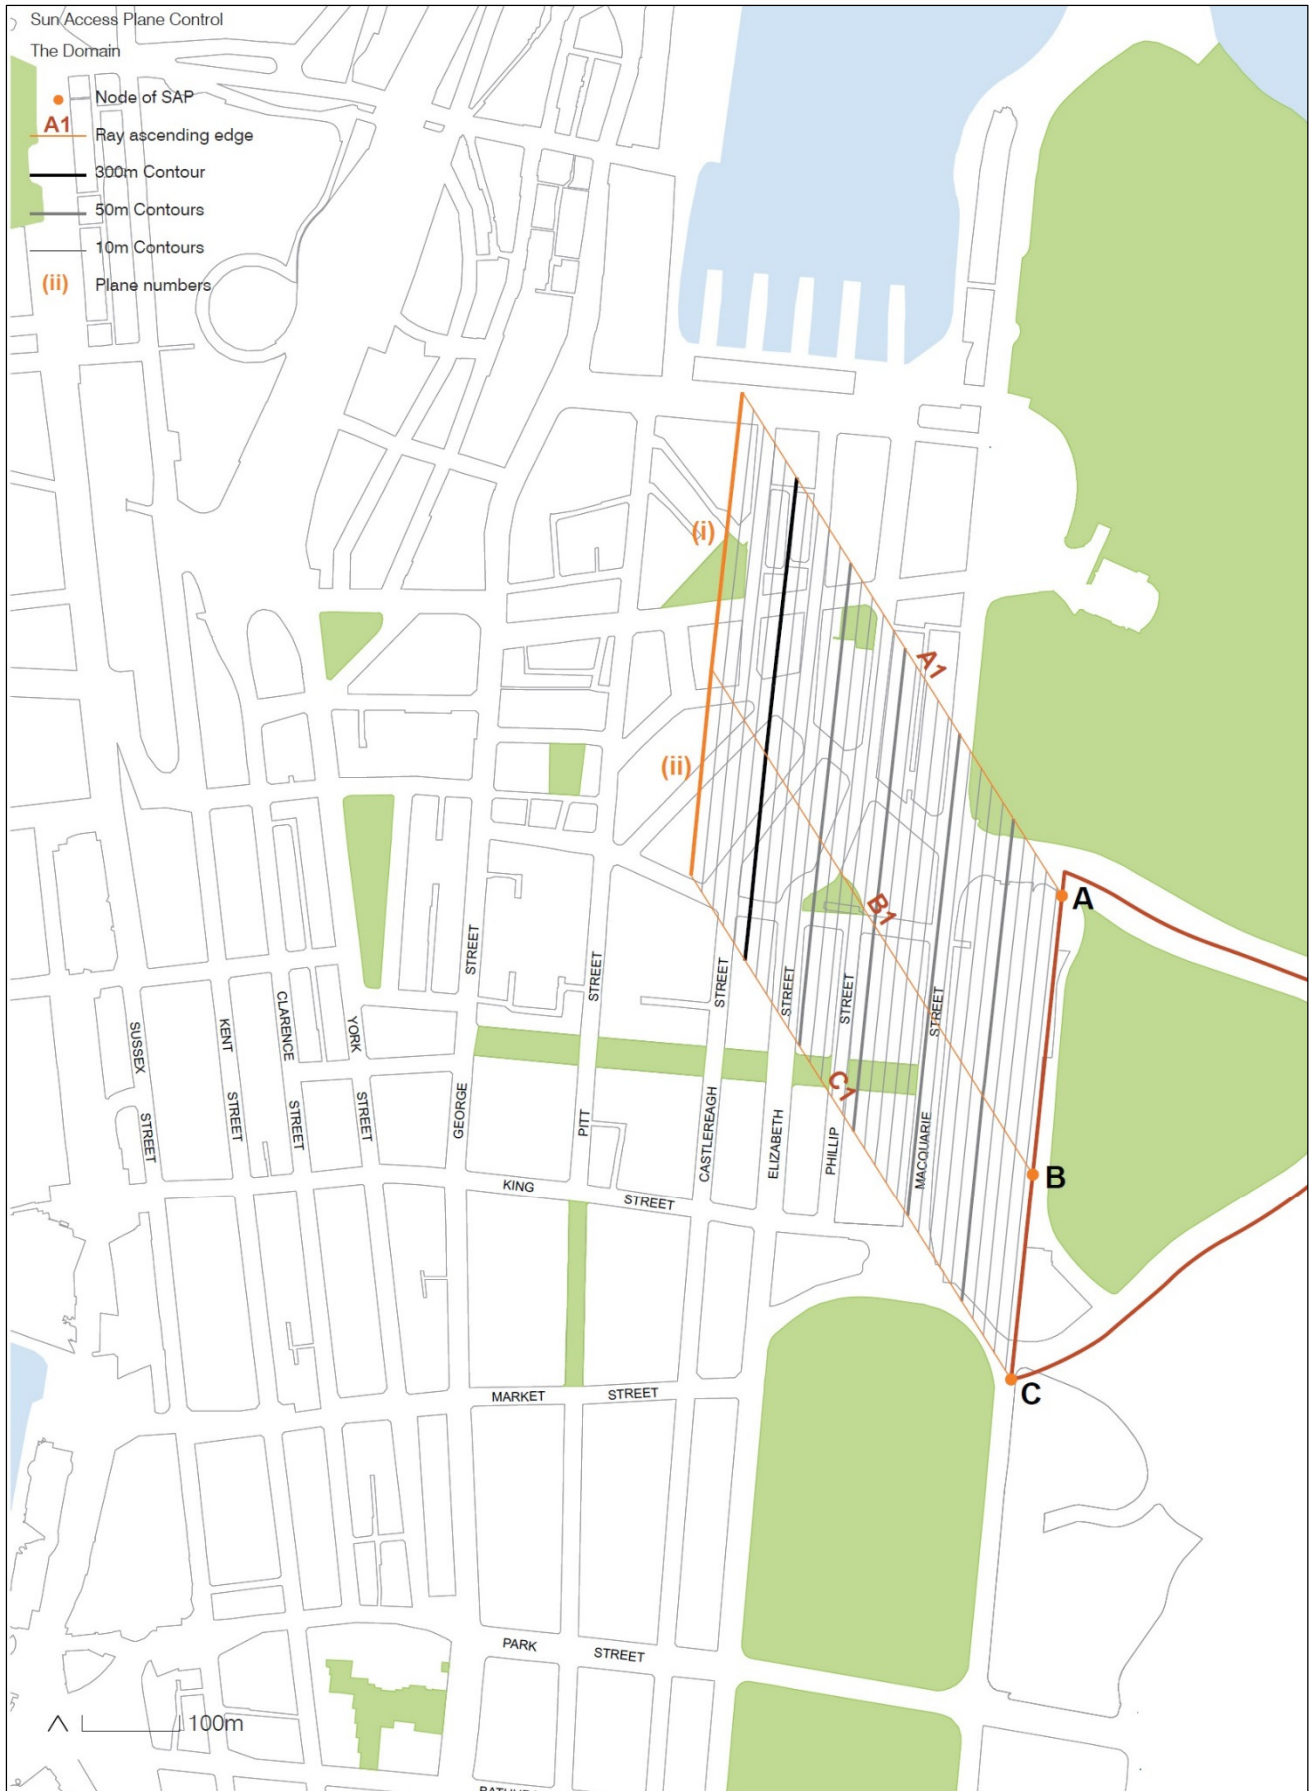 Sun Access Plane Control
The Domain
Node of SAP
A1
Ray ascending edge
300m Contour
50m Contours
10m Contours
(ii)
Plane numbers
(i)
A1
(ii)
A
B1
STREET
STREET
STREET
STREET
STREET
STREET
SUSSEX
KENT
CLARENCE
YORK
C1
GEORGE
PITT
CASTLEREAGH
ELIZABETH
PHILLIP
MACQUARIE
STREET
STREET
STREET
STREET
B
KING
STREET
C
MARKET
STREET
PARK
STREET
100m